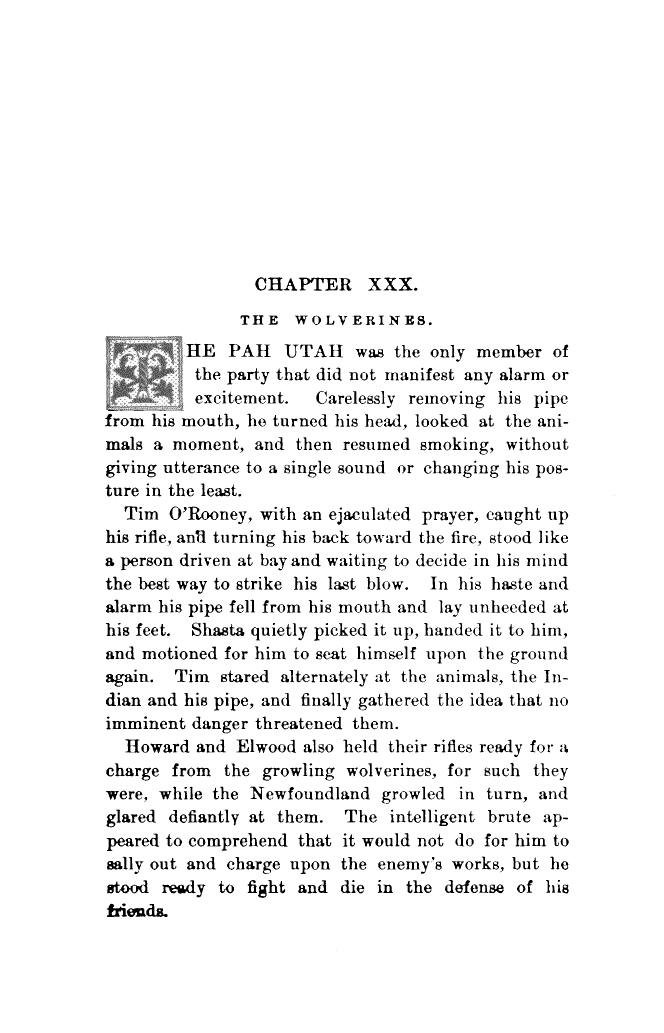 CHAPTER XXX.
THE WOLVERINES.
THE PAH UTAH was the only member of
the party that did not manifest any alarm or
excitement. Carelessly removing his pipe
from his mouth, he turned his head, looked at the ani-
mals a moment, and then resumed smoking, without
giving utterance to a single sound or changing his pos-
ture in the least.
Tim O'Rooney, with an ejaculated prayer, caught up
his rifle, and turning his back toward the fire, stood like
a person driven at bay and waiting to decide in his mind
the best way to strike his last blow. In his haste and
alarm his pipe fell from his mouth and lay unheeded at
his feet. Shasta quietly picked it up, handed it to him,
and motioned for him to seat himself upon the ground
again. Tim stared alternately at the animals, the In-
dian and his pipe, and finally gathered the idea that no
imminent danger threatened them.
Howard and Elwood also held their rifles ready for a
charge from the growling wolverines, for such they
were, while the Newfoundland growled in turn, and
glared defiantly at them. The intelligent brute ap-
peared to comprehend that it would not do for him to
sally out and charge upon the enemy's works, but he
stood ready to fight and die in the defense of his
friends.